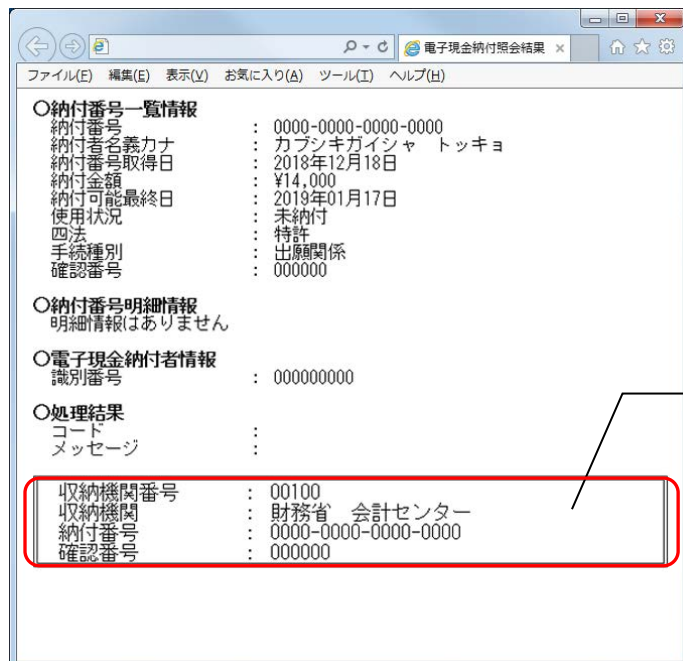 電子現金納付照会結果
ファイル(F) 編集(E) 表示(V) お気に入り(A) ツール(T) ヘルプ(H)
○納付番号一覧情報
納付番号 : 0000-0000-0000-0000
納付者名義カナ : カブシキガイシャ トッキョ
納付番号取得日 : 2018年12月18日
納付金額 : ¥14,000
納付可能最終日 : 2019年01月17日
使用状況 : 未納付
四法 : 特許
手続種別 : 出願関係
確認番号 : 000000
○納付番号明細情報
明細情報はありません
○電子現金納付者情報
識別番号 : 000000000
○処理結果
コード :
メッセージ :
収納機関番号 : 00100
収納機関 : 財務省 会計センター
納付番号 : 0000-0000-0000-0000
確認番号 : 000000